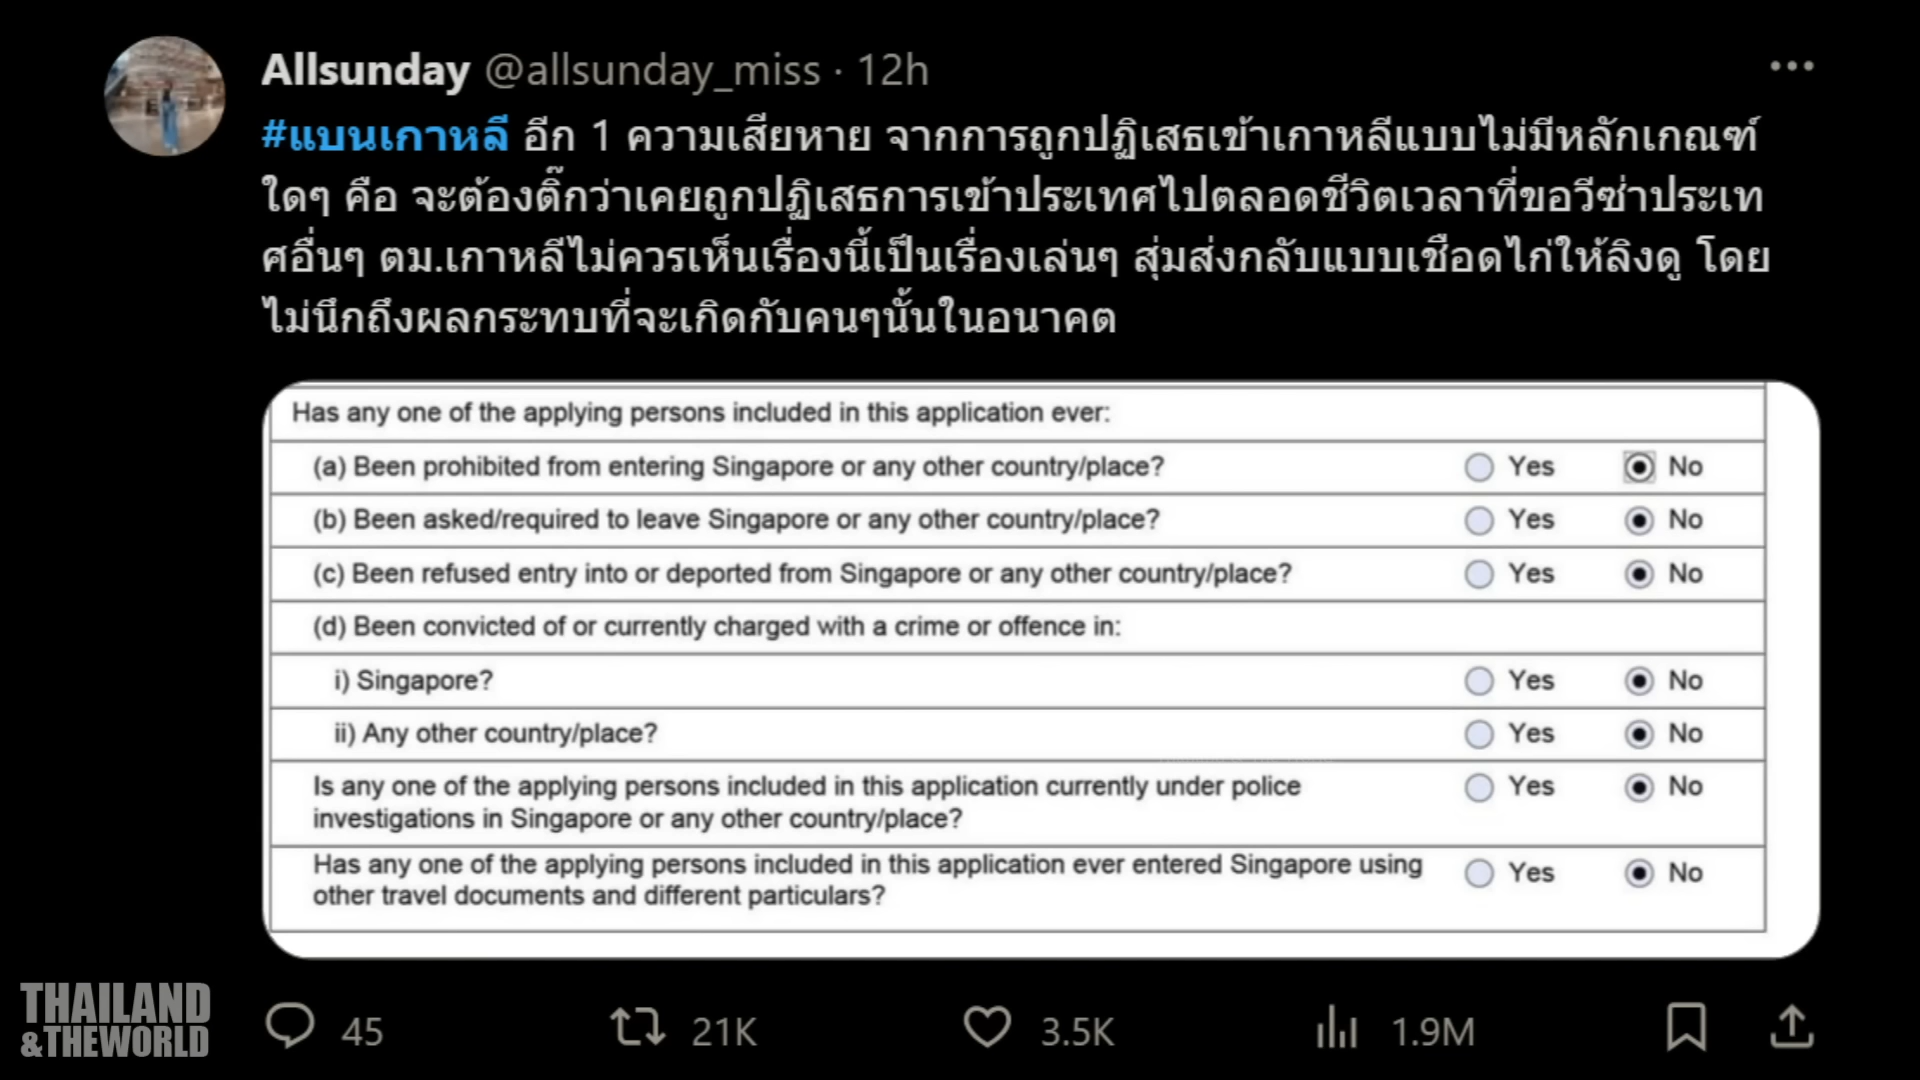 Allsunday @allsunday_miss · 12h
#แบนเกาหลี อีก 1 ความเสียหาย จากการถูกปฏิเสธเข้าเกาหลีแบบไม่มีหลักเกณฑ์
ใดๆ คือ จะต้องติ๊กว่าเคยถูกปฏิเสธการเข้าประเทศไปตลอดชีวิตเวลาที่ขอวีซ่าประเท
ศอื่นๆ ตม.เกาหลีไม่ควรเห็นเรื่องนี้เป็นเรื่องเล่นๆ สุ่มส่งกลับแบบเชือดไก่ให้ลิงดู โดย
ไม่นึกถึงผลกระทบที่จะเกิดกับคนๆนั้นในอนาคต
Has any one of the applying persons included in this application ever:
(a) Been prohibited from entering Singapore or any other country/place? Yes No
(b) Been asked/required to leave Singapore or any other country/place? Yes No
(c) Been refused entry into or deported from Singapore or any other country/place? Yes No
(d) Been convicted of or currently charged with a crime or offence in:
i) Singapore? Yes No
ii) Any other country/place? Yes No
Is any one of the applying persons included in this application currently under police Yes No
investigations in Singapore or any other country/place?
Has any one of the applying persons included in this application ever entered Singapore using Yes No
other travel documents and different particulars?
THAILAND
&THEWORLD
45 21K 3.5K 1.9M